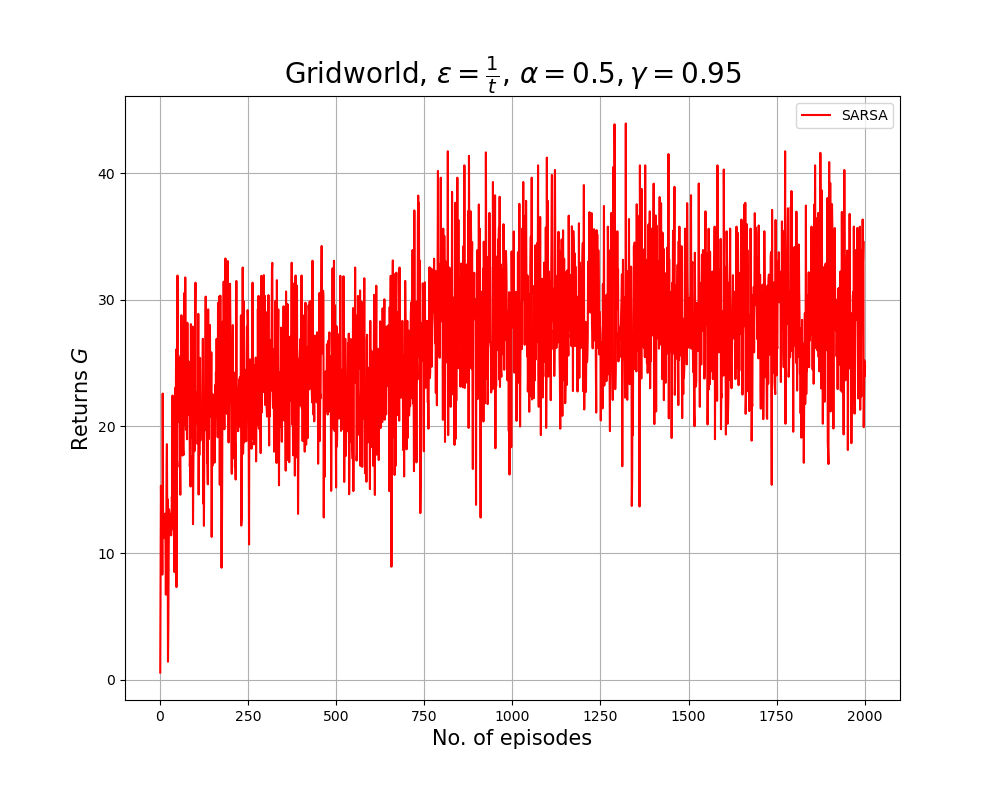 Gridworld, ε = 1/t, α = 0.5, γ = 0.95
SARSA
40
30
20
10
0
Returns G
0 250 500 750 1000 1250 1500 1750 2000
No. of episodes